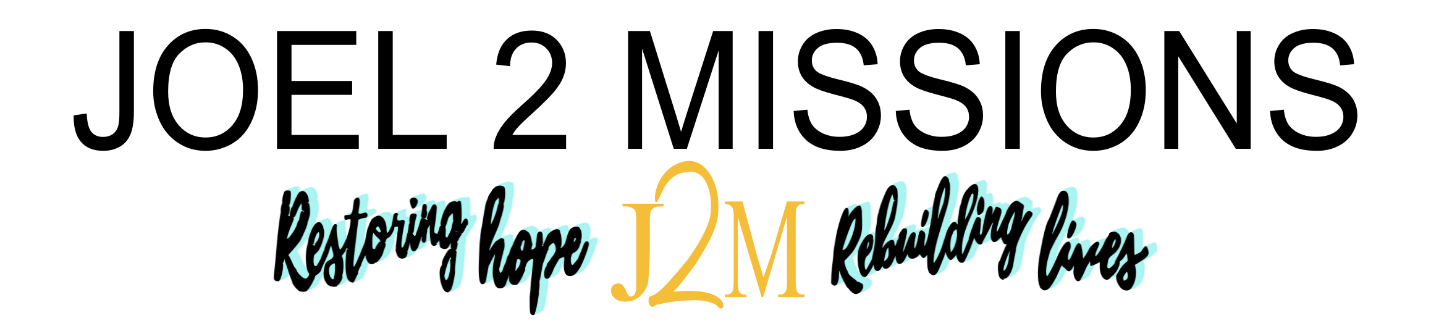 JOEL 2 MISSIONS
Restoring hope J2M Rebuilding lives